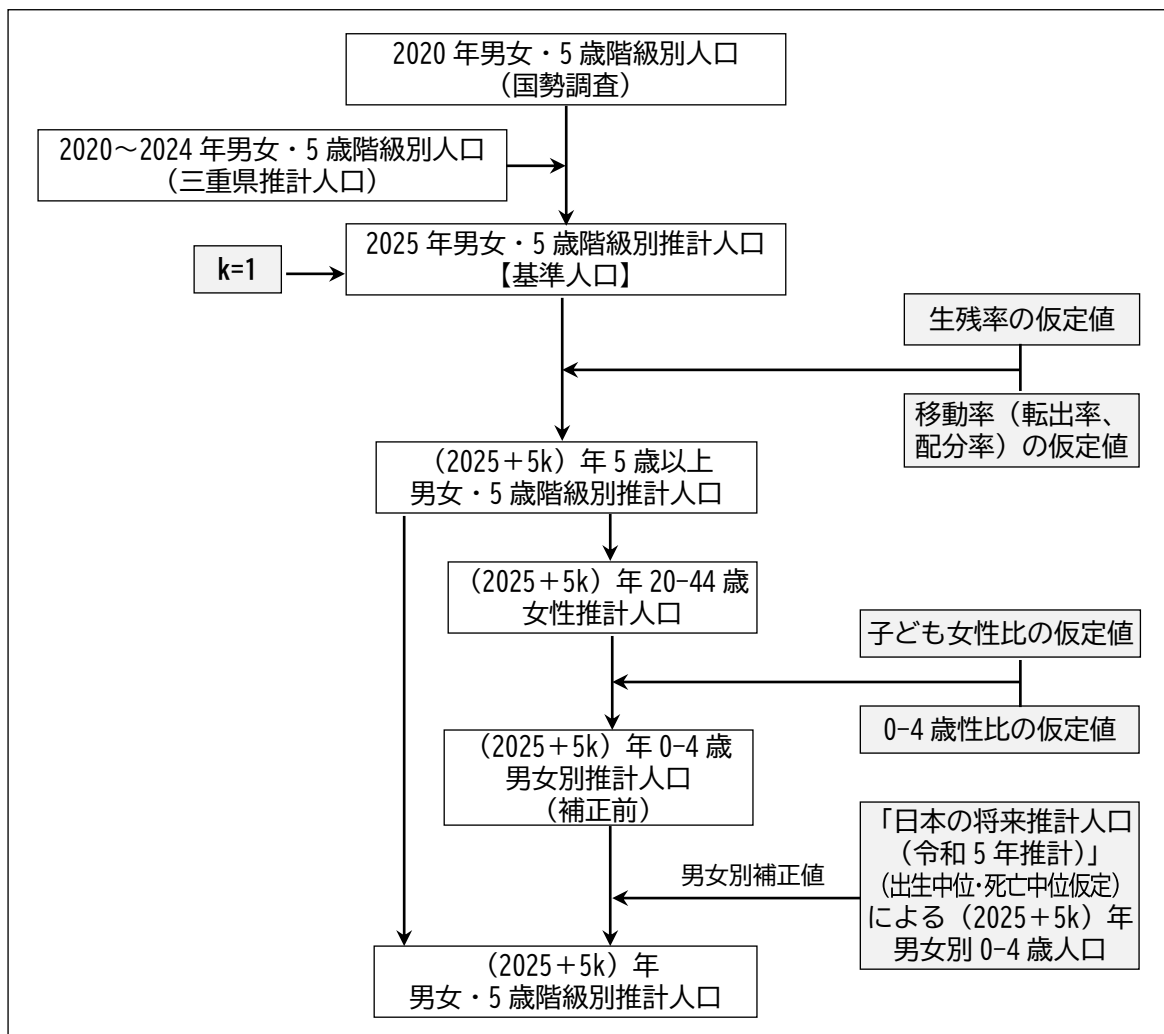 2020 年男女・5 歳階級別人口
(国勢調査)
2020～2024 年男女・5 歳階級別人口
(三重県推計人口)
2025 年男女・5 歳階級別推計人口
【基準人口】
k=1
生残率の仮定値
移動率（転出率、
配分率）の仮定値
（2025＋5k）年 5 歳以上
男女・5 歳階級別推計人口
（2025＋5k）年 20-44 歳
女性推計人口
子ども女性比の仮定値
0-4 歳性比の仮定値
（2025＋5k）年 0-4 歳
男女別推計人口
（補正前）
男女別補正値
「日本の将来推計人口
（令和 5 年推計）」
（出生中位・死亡中位仮定）
による（2025＋5k）年
男女別 0-4 歳人口
（2025＋5k）年
男女・5 歳階級別推計人口